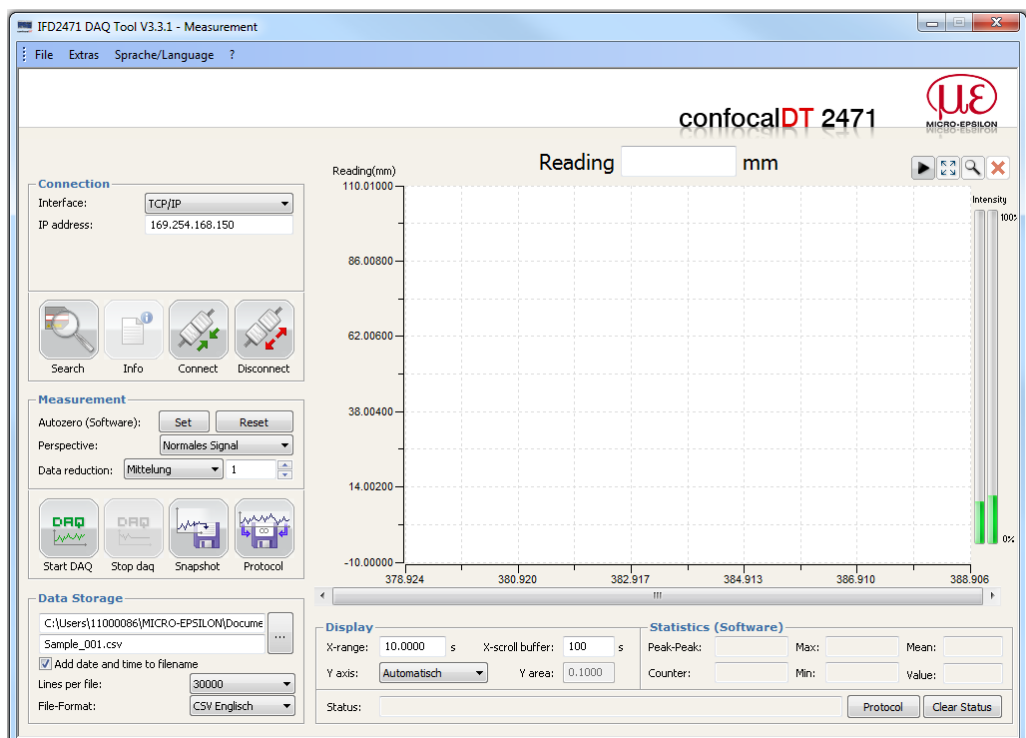 IFD2471 DAQ Tool V3.3.1 - Measurement
File Extras Sprache/Language ?
confocalDT 2471
με
MICRO-EPSILON
Connection
Interface: TCP/IP
IP address: 169.254.168.150
Search Info Connect Disconnect
Measurement
Autozero (Software): Set Reset
Perspective: Normales Signal
Data reduction: Mittelung 1
DAQ DAQ
Start DAQ Stop daq Snapshot Protocol
Data Storage
C:\Users\11000086\MICRO-EPSILON\Docume
...
Sample_001.csv
Add date and time to filename
Lines per file: 30000
File-Format: CSV Englisch
Reading mm
Reading(mm)
110.01000
86.00800
62.00600
38.00400
14.00200
-10.00000
378.924 380.920 382.917 384.913 386.910 388.906
Intensity
100%
0%
Display
X-range: 10.0000 s X-scroll buffer: 100 s
Y axis: Automatisch Y area: 0.1000
Statistics (Software)
Peak-Peak: Max: Mean:
Counter: Min: Value:
Status: Protocol Clear Status